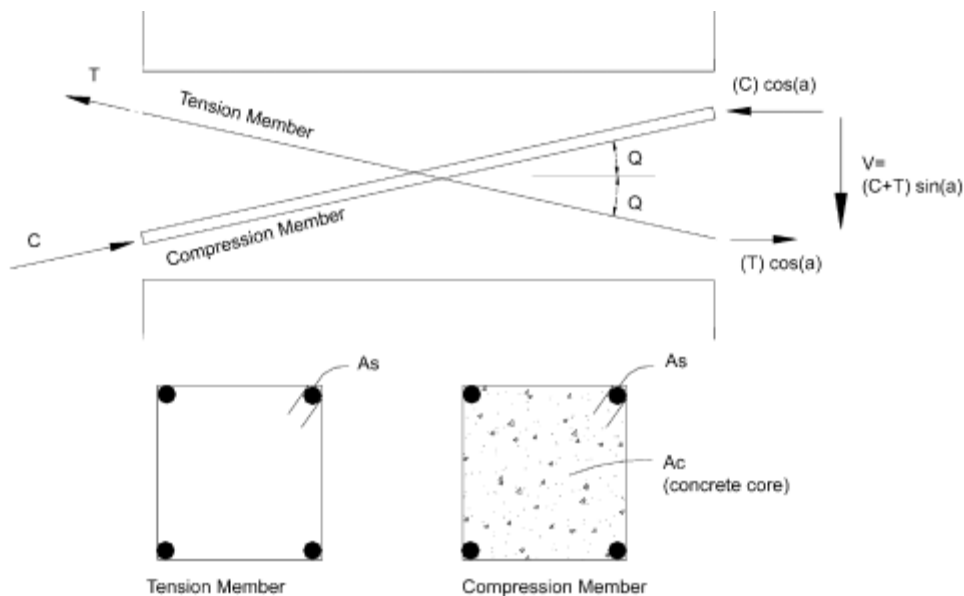 T
Tension Member
(C) cos(a)
Q
V=
(C+T) sin(a)
Q
C
Compression Member
(T) cos(a)
As
As
Ac
(concrete core)
Tension Member
Compression Member